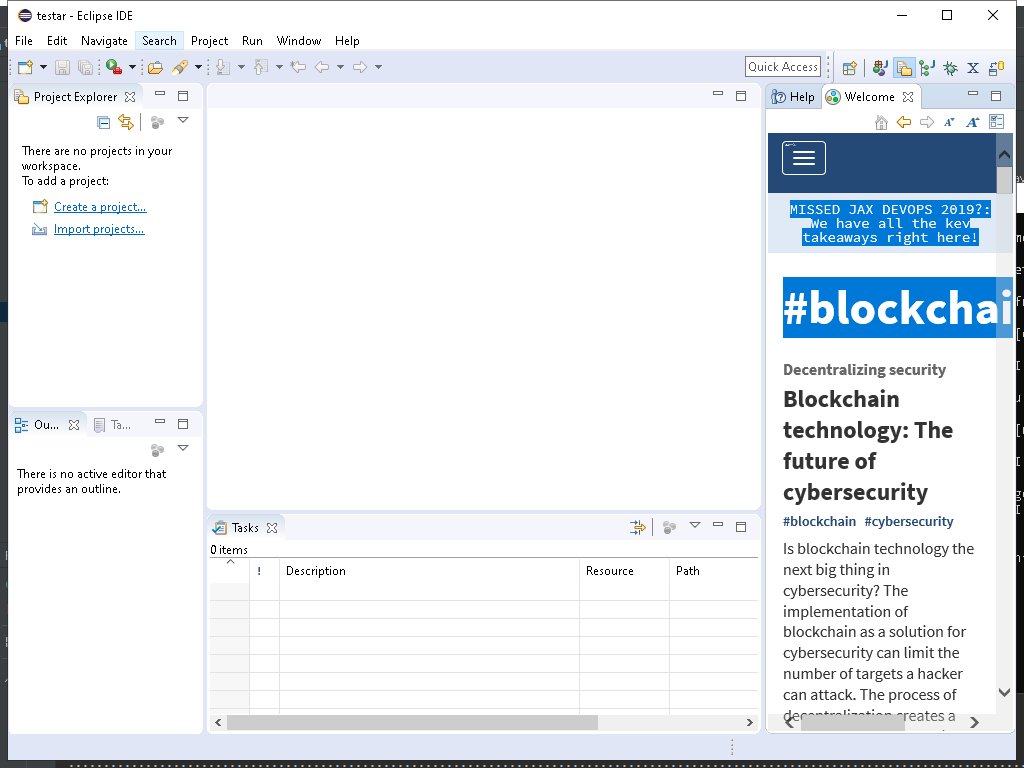 testar - Eclipse IDE
File Edit Navigate Search Project Run Window Help
Quick Access
Project Explorer
There are no projects in your
workspace.
To add a project:
Create a project...
Import projects...
Ou...
Ta...
There is no active editor that
provides an outline.
Tasks
0 items
! Description Resource Path
Help
Welcome
MISSED JAX DEVOPS 2019?:
We have all the key
takeaways right here!
#blockchai
Decentralizing security
Blockchain
technology: The
future of
cybersecurity
#blockchain #cybersecurity
Is blockchain technology the
next big thing in
cybersecurity? The
implementation of
blockchain as a solution for
cybersecurity can limit the
number of targets a hacker
can attack. The process of
decentralization creates a